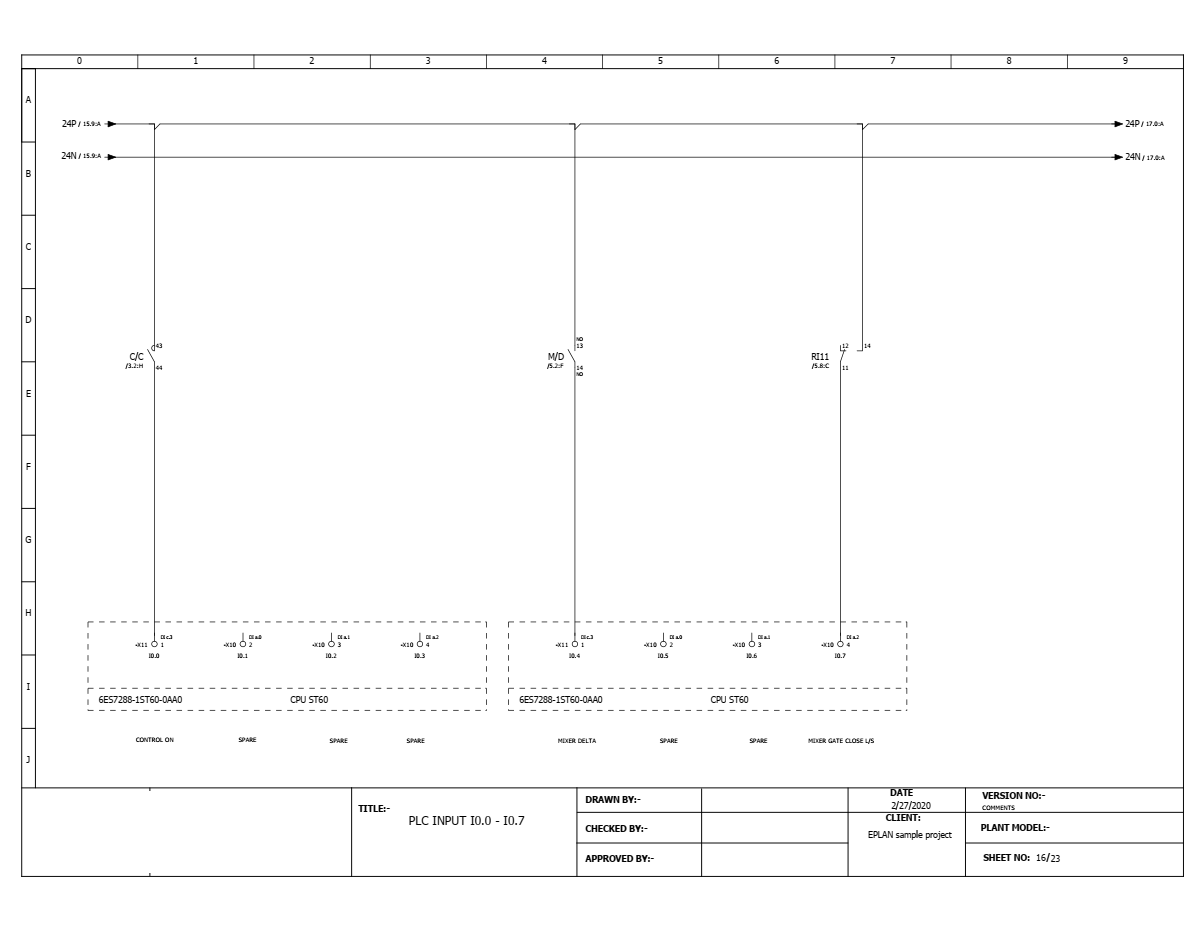 0 1 2 3 4 5 6 7 8 9
A
24P / 15.9:A 24P / 17.0:A
24N / 15.9:A 24N / 17.0:A
B
C
D
NO
43 13 12 14
C/C M/D RI11
/3.2:H /5.2:F /5.8:C
44 14 11
NO
E
F
G
H
DI c.3 DI a.0 DI a.1 DI a.2 DI c.3 DI a.0 DI a.1 DI a.2
-X11 1 -X10 2 -X10 3 -X10 4 -X11 1 -X10 2 -X10 3 -X10 4
I0.0 I0.1 I0.2 I0.3 I0.4 I0.5 I0.6 I0.7
I
6ES7288-1ST60-0AA0 CPU ST60 6ES7288-1ST60-0AA0 CPU ST60
CONTROL ON SPARE SPARE SPARE MIXER DELTA SPARE SPARE MIXER GATE CLOSE L/S
J
TITLE:-
PLC INPUT I0.0 - I0.7
DRAWN BY:-
CHECKED BY:-
APPROVED BY:-
DATE
2/27/2020
CLIENT:
EPLAN sample project
VERSION NO:-
COMMENTS
PLANT MODEL:-
SHEET NO: 16/23